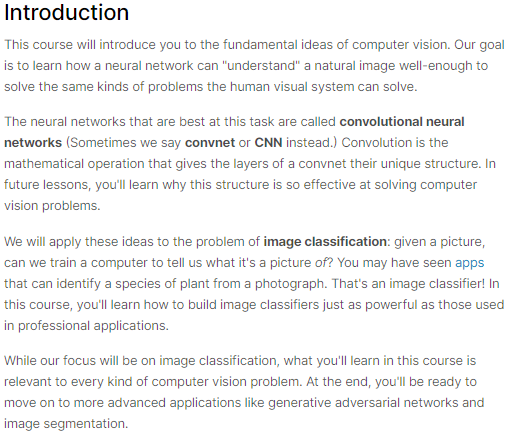 Introduction
This course will introduce you to the fundamental ideas of computer vision. Our goal
is to learn how a neural network can "understand" a natural image well-enough to
solve the same kinds of problems the human visual system can solve.
The neural networks that are best at this task are called convolutional neural
networks (Sometimes we say convnet or CNN instead.) Convolution is the
mathematical operation that gives the layers of a convnet their unique structure. In
future lessons, you'll learn why this structure is so effective at solving computer
vision problems.
We will apply these ideas to the problem of image classification: given a picture,
can we train a computer to tell us what it's a picture of? You may have seen apps
that can identify a species of plant from a photograph. That's an image classifier! In
this course, you'll learn how to build image classifiers just as powerful as those used
in professional applications.
While our focus will be on image classification, what you'll learn in this course is
relevant to every kind of computer vision problem. At the end, you'll be ready to
move on to more advanced applications like generative adversarial networks and
image segmentation.